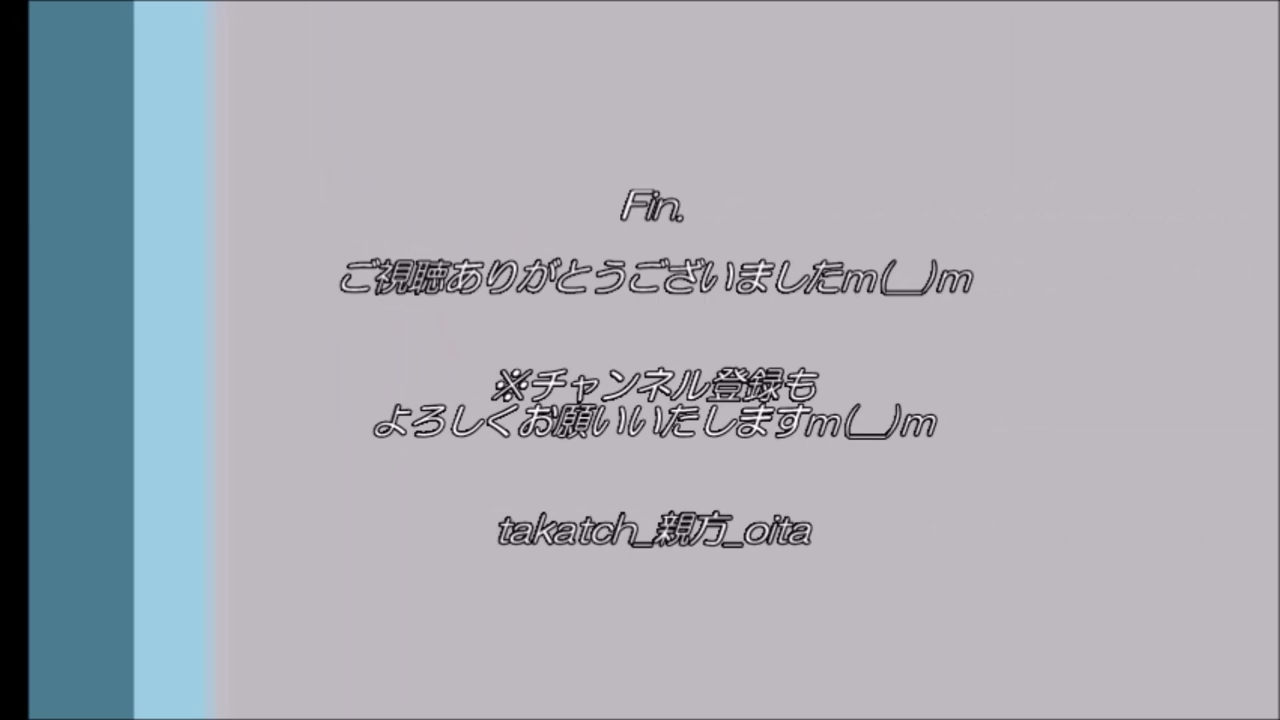 Fin.
ご視聴ありがとうございましたm(__)m
※チャンネル登録も
よろしくお願いいたしますm(__)m
takatch_親方_oita